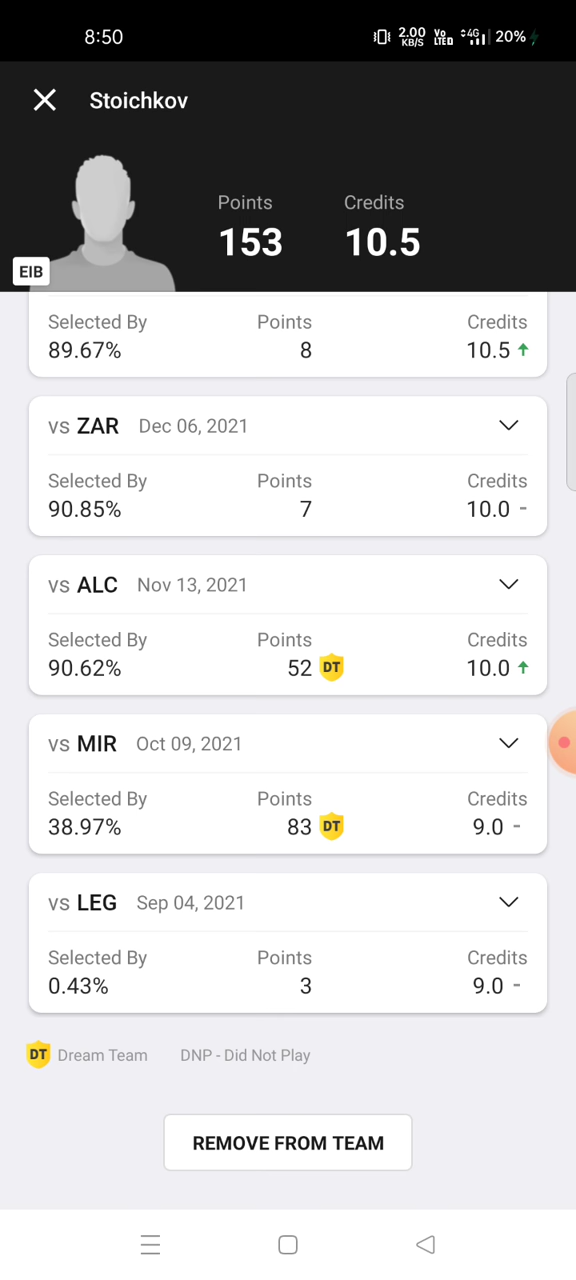 8:50 2.00 KB/S Vo LTED 4G 20%
Stoichkov
Points Credits
153 10.5
EIB
Selected By Points Credits
89.67% 8 10.5
vs ZAR Dec 06, 2021
Selected By Points Credits
90.85% 7 10.0 -
vs ALC Nov 13, 2021
Selected By Points Credits
90.62% 52 DT 10.0
vs MIR Oct 09, 2021
Selected By Points Credits
38.97% 83 DT 9.0 -
vs LEG Sep 04, 2021
Selected By Points Credits
0.43% 3 9.0 -
DT Dream Team DNP - Did Not Play
REMOVE FROM TEAM